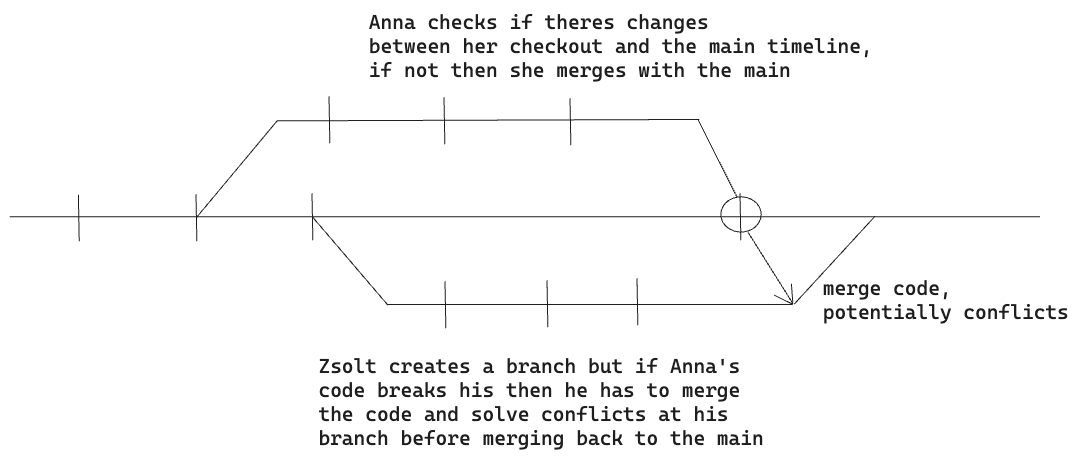 Anna checks if theres changes
between her checkout and the main timeline,
if not then she merges with the main
merge code,
potentially conflicts
Zsolt creates a branch but if Anna's
code breaks his then he has to merge
the code and solve conflicts at his
branch before merging back to the main